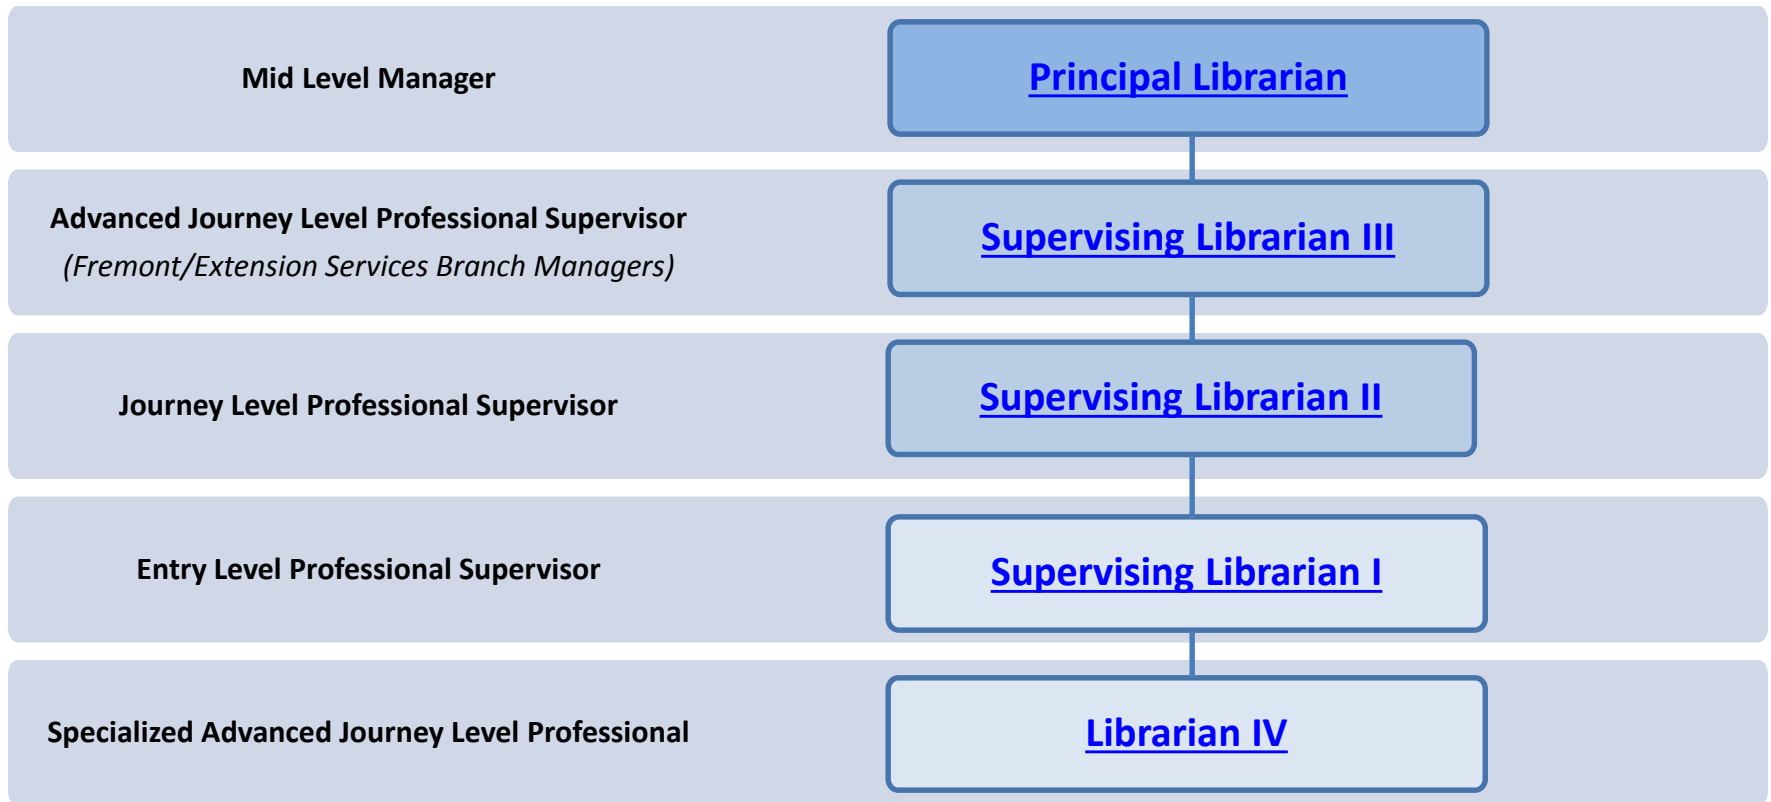 Mid Level Manager
Principal Librarian
Advanced Journey Level Professional Supervisor
(Fremont/Extension Services Branch Managers)
Supervising Librarian III
Journey Level Professional Supervisor
Supervising Librarian II
Entry Level Professional Supervisor
Supervising Librarian I
Specialized Advanced Journey Level Professional
Librarian IV